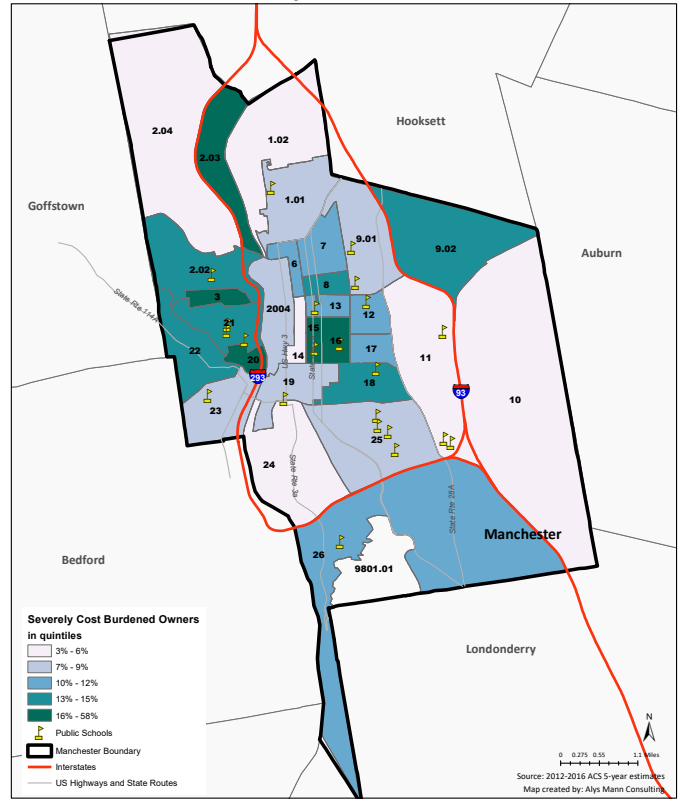 Hooksett
2.04
1.02
2.03
1.01
Goffstown
9.01
9.02
Auburn
7
6
2.02
8
State Rte 114A
3
2004
13
12
21
15
16
US Hwy 3
17
22
20
14
11
293
19
18
93
10
23
25
24
State Rte 3a
State Rte 28A
Manchester
26
9801.01
Bedford
Londonderry
Severely Cost Burdened Owners
in quintiles
3% - 6%
7% - 9%
10% - 12%
13% - 15%
16% - 58%
Public Schools
Manchester Boundary
Interstates
US Highways and State Routes
N
0 0.275 0.55 1.1 Miles
Source: 2012-2016 ACS 5-year estimates
Map created by: Alys Mann Consulting